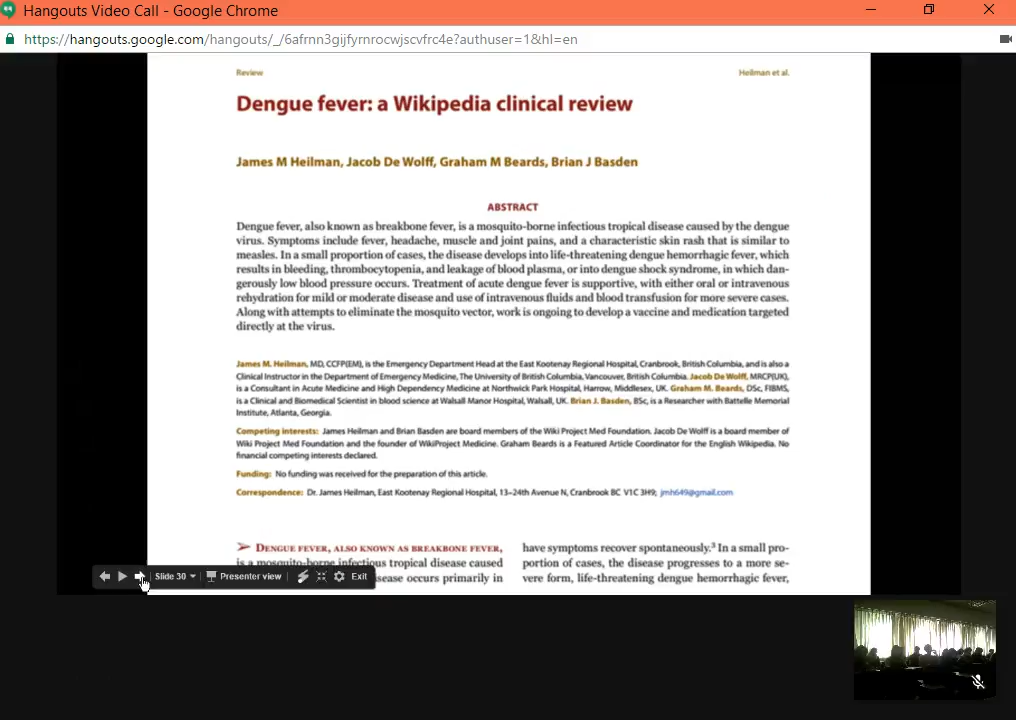 Hangouts Video Call - Google Chrome
https://hangouts.google.com/hangouts/_/6afrnn3gijfyrnrocwjscvfrc4e?authuser=1&hl=en
Review Heilman et al.
Dengue fever: a Wikipedia clinical review
James M Heilman, Jacob De Wolff, Graham M Beards, Brian J Basden
ABSTRACT
Dengue fever, also known as breakbone fever, is a mosquito-borne infectious tropical disease caused by the dengue
virus. Symptoms include fever, headache, muscle and joint pains, and a characteristic skin rash that is similar to
measles. In a small proportion of cases, the disease develops into life-threatening dengue hemorrhagic fever, which
results in bleeding, thrombocytopenia, and leakage of blood plasma, or into dengue shock syndrome, in which dan-
gerously low blood pressure occurs. Treatment of acute dengue fever is supportive, with either oral or intravenous
rehydration for mild or moderate disease and use of intravenous fluids and blood transfusion for more severe cases.
Along with attempts to eliminate the mosquito vector, work is ongoing to develop a vaccine and medication targeted
directly at the virus.
James M. Heilman, MD, CCFP(EM), is the Emergency Department Head at the East Kootenay Regional Hospital, Cranbrook, British Columbia, and is also a
Clinical Instructor in the Department of Emergency Medicine, The University of British Columbia, Vancouver, British Columbia. Jacob De Wolff, MRCP(UK),
is a Consultant in Acute Medicine and High Dependency Medicine at Northwick Park Hospital, Harrow, Middlesex, UK. Graham M. Beards, DSc, FIBMS,
is a Clinical and Biomedical Scientist in blood science at Walsall Manor Hospital, Walsall, UK. Brian J. Basden, BSc, is a Researcher with Battelle Memorial
Institute, Atlanta, Georgia.
Competing interests: James Heilman and Brian Basden are board members of the Wiki Project Med Foundation. Jacob De Wolff is a board member of
Wiki Project Med Foundation and the founder of WikiProject Medicine. Graham Beards is a Featured Article Coordinator for the English Wikipedia. No
financial competing interests declared.
Funding: No funding was received for the preparation of this article.
Correspondence: Dr. James Heilman, East Kootenay Regional Hospital, 13–24th Avenue N, Cranbrook BC V1C 3H9; jmh649@gmail.com
➢ DENGUE FEVER, ALSO KNOWN AS BREAKBONE FEVER,
is a mosquito-borne infectious tropical disease caused
sease occurs primarily in
have symptoms recover spontaneously.³ In a small pro-
portion of cases, the disease progresses to a more se-
vere form, life-threatening dengue hemorrhagic fever,
Slide 30 Presenter view Exit